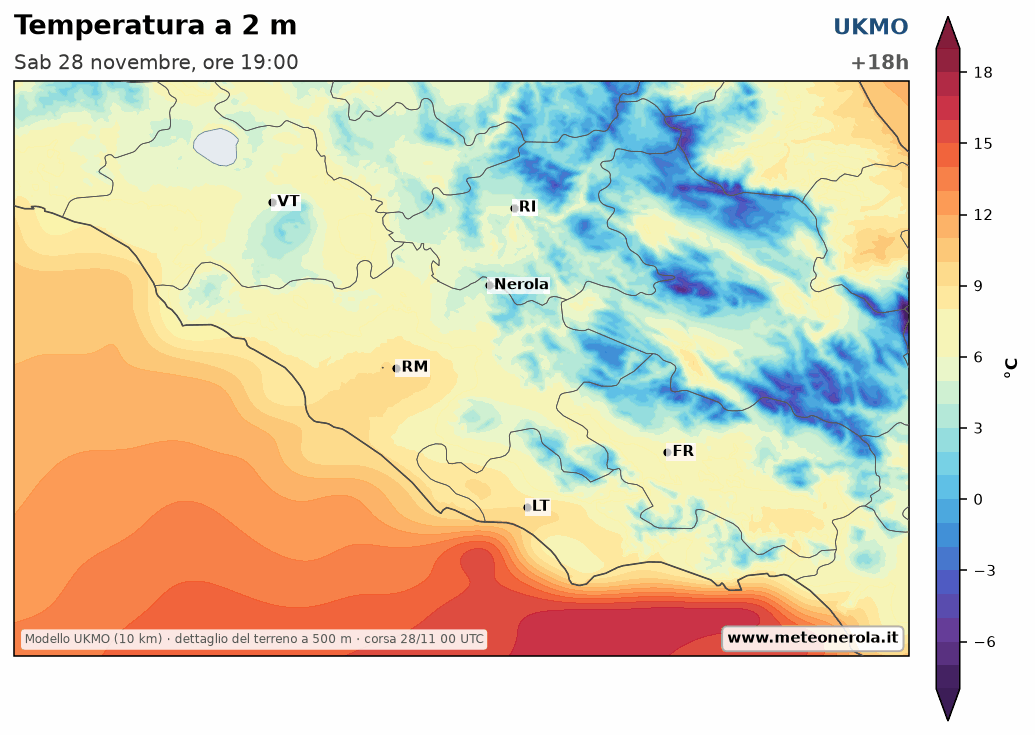 Temperatura a 2 m
UKMO
Sab 28 novembre, ore 19:00
+18h
VT
RI
Nerola
RM
FR
LT
18
15
12
9
6
3
0
−3
−6
°C
Modello UKMO (10 km) · dettaglio del terreno a 500 m · corsa 28/11 00 UTC
www.meteonerola.it